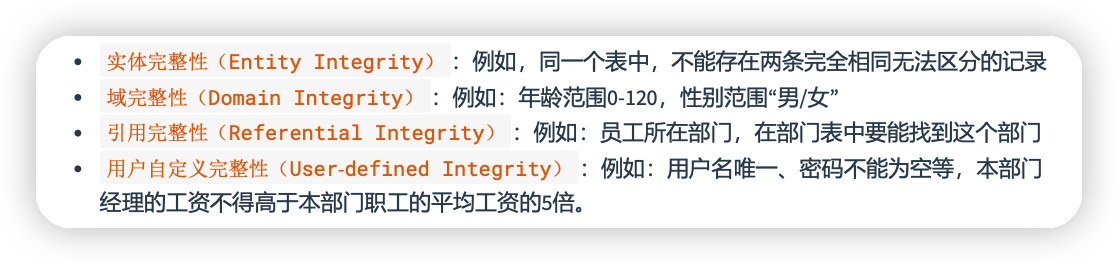 • 实体完整性（Entity Integrity）：例如，同一个表中，不能存在两条完全相同无法区分的记录
• 域完整性（Domain Integrity）：例如：年龄范围0-120，性别范围“男/女”
• 引用完整性（Referential Integrity）：例如：员工所在部门，在部门表中要能找到这个部门
• 用户自定义完整性（User-defined Integrity）：例如：用户名唯一、密码不能为空等，本部门
经理的工资不得高于本部门职工的平均工资的5倍。